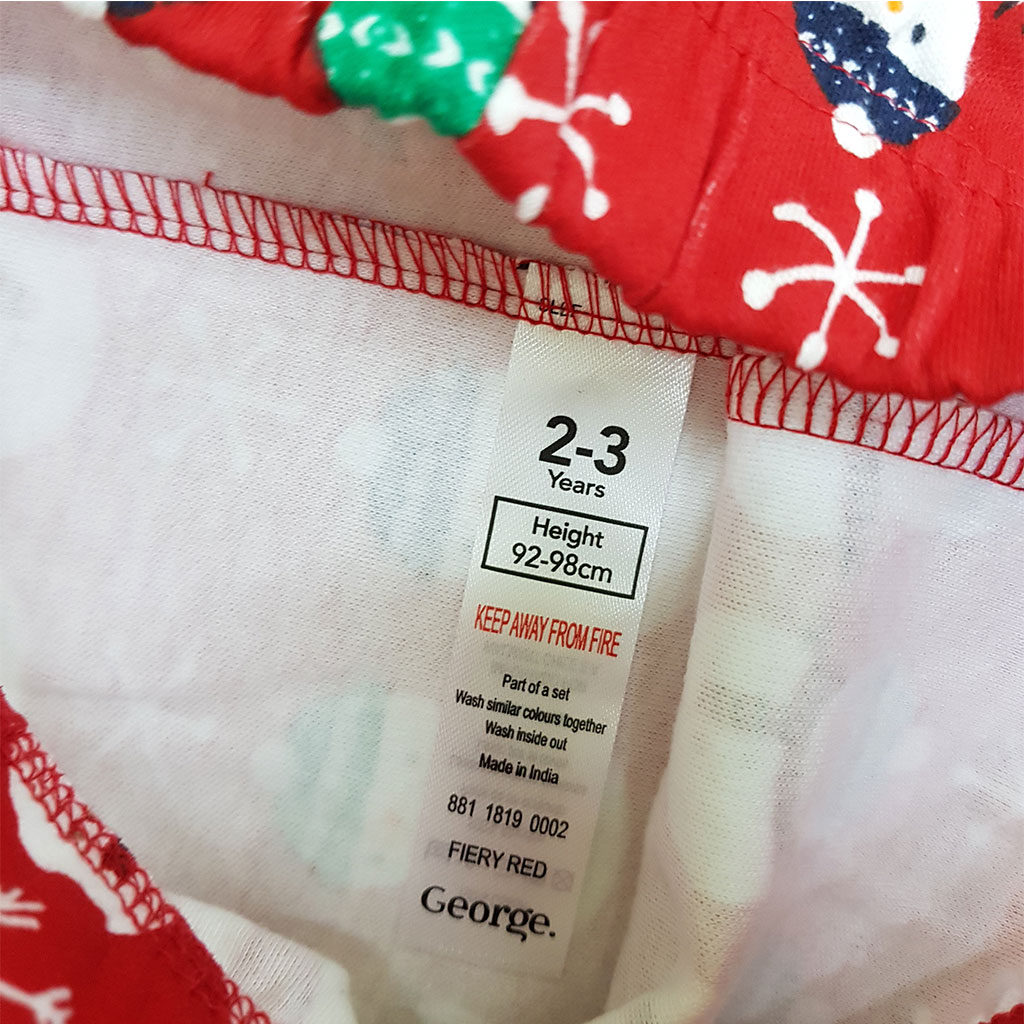 2-3
Years
Height
92-98cm
KEEP AWAY FROM FIRE
Part of a set
Wash similar colours together
Wash inside out
Made in India
881 1819 0002
FIERY RED
George.